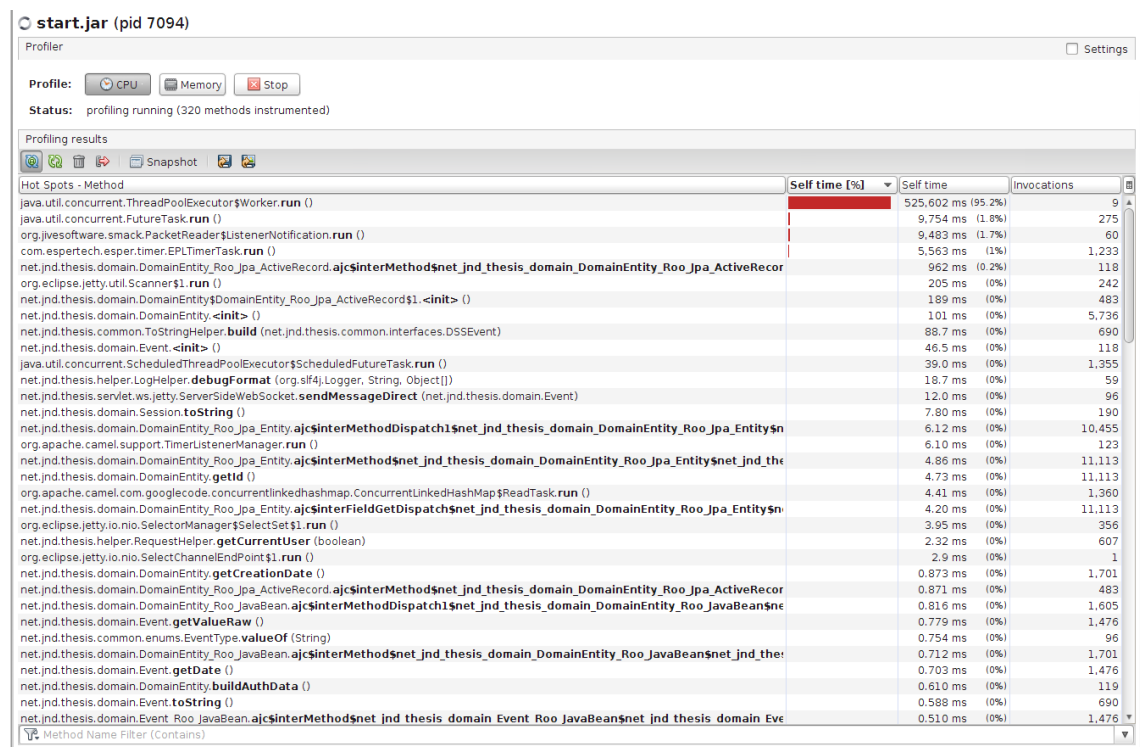 start.jar (pid 7094)
Profiler Settings
Profile: CPU Memory Stop
Status: profiling running (320 methods instrumented)
Profiling results
Snapshot
Hot Spots - Method Self time [%] Self time Invocations
java.util.concurrent.ThreadPoolExecutor$Worker.run () 525,602 ms (95.2%) 9
java.util.concurrent.FutureTask.run () 9,754 ms (1.8%) 275
org.jivesoftware.smack.PacketReader$ListenerNotification.run () 9,483 ms (1.7%) 60
com.espertech.esper.timer.EPLTimerTask.run () 5,563 ms (1%) 1,233
net.jnd.thesis.domain.DomainEntity_Roo_Jpa_ActiveRecord.ajc$interMethod$net_jnd_thesis_domain_DomainEntity_Roo_Jpa_ActiveRecor 962 ms (0.2%) 118
org.eclipse.jetty.util.Scanner$1.run () 205 ms (0%) 242
net.jnd.thesis.domain.DomainEntity$DomainEntity_Roo_Jpa_ActiveRecord$1.<init> () 189 ms (0%) 483
net.jnd.thesis.domain.DomainEntity.<init> () 101 ms (0%) 5,736
net.jnd.thesis.common.ToStringHelper.build (net.jnd.thesis.common.interfaces.DSSEvent) 88.7 ms (0%) 690
net.jnd.thesis.domain.Event.<init> () 46.5 ms (0%) 118
java.util.concurrent.ScheduledThreadPoolExecutor$ScheduledFutureTask.run () 39.0 ms (0%) 1,355
net.jnd.thesis.helper.LogHelper.debugFormat (org.slf4j.Logger, String, Object[]) 18.7 ms (0%) 59
net.jnd.thesis.servlet.ws.jetty.ServerSideWebSocket.sendMessageDirect (net.jnd.thesis.domain.Event) 12.0 ms (0%) 96
net.jnd.thesis.domain.Session.toString () 7.80 ms (0%) 190
net.jnd.thesis.domain.DomainEntity_Roo_Jpa_Entity.ajc$interMethodDispatch1$net_jnd_thesis_domain_DomainEntity_Roo_Jpa_Entity$n 6.12 ms (0%) 10,455
org.apache.camel.support.TimerListenerManager.run () 6.10 ms (0%) 123
net.jnd.thesis.domain.DomainEntity_Roo_Jpa_Entity.ajc$interMethod$net_jnd_thesis_domain_DomainEntity_Roo_Jpa_Entity$net_jnd_the 4.86 ms (0%) 11,113
net.jnd.thesis.domain.DomainEntity.getId () 4.73 ms (0%) 11,113
org.apache.camel.com.googlecode.concurrentlinkedhashmap.ConcurrentLinkedHashMap$ReadTask.run () 4.41 ms (0%) 1,360
net.jnd.thesis.domain.DomainEntity_Roo_Jpa_Entity.ajc$interFieldGetDispatch$net_jnd_thesis_domain_DomainEntity_Roo_Jpa_Entity$n 4.20 ms (0%) 11,113
org.eclipse.jetty.io.nio.SelectorManager$SelectSet$1.run () 3.95 ms (0%) 356
net.jnd.thesis.helper.RequestHelper.getCurrentUser (boolean) 2.32 ms (0%) 607
org.eclipse.jetty.io.nio.SelectChannelEndPoint$1.run () 2.9 ms (0%) 1
net.jnd.thesis.domain.DomainEntity.getCreationDate () 0.873 ms (0%) 1,701
net.jnd.thesis.domain.DomainEntity_Roo_Jpa_ActiveRecord.ajc$interMethod$net_jnd_thesis_domain_DomainEntity_Roo_Jpa_ActiveRecor 0.871 ms (0%) 483
net.jnd.thesis.domain.DomainEntity_Roo_JavaBean.ajc$interMethodDispatch1$net_jnd_thesis_domain_DomainEntity_Roo_JavaBean$ne 0.816 ms (0%) 1,605
net.jnd.thesis.domain.Event.getValueRaw () 0.779 ms (0%) 1,476
net.jnd.thesis.common.enums.EventType.valueOf (String) 0.754 ms (0%) 96
net.jnd.thesis.domain.DomainEntity_Roo_JavaBean.ajc$interMethod$net_jnd_thesis_domain_DomainEntity_Roo_JavaBean$net_jnd_thes 0.712 ms (0%) 1,701
net.jnd.thesis.domain.Event.getDate () 0.703 ms (0%) 1,476
net.jnd.thesis.domain.DomainEntity.buildAuthData () 0.610 ms (0%) 119
net.jnd.thesis.domain.Event.toString () 0.588 ms (0%) 690
net.jnd.thesis.domain.Event_Roo_JavaBean.ajc$interMethod$net_jnd_thesis_domain_Event_Roo_JavaBean$net_jnd_thesis_domain_Eve 0.510 ms (0%) 1,476
Method Name Filter (Contains)